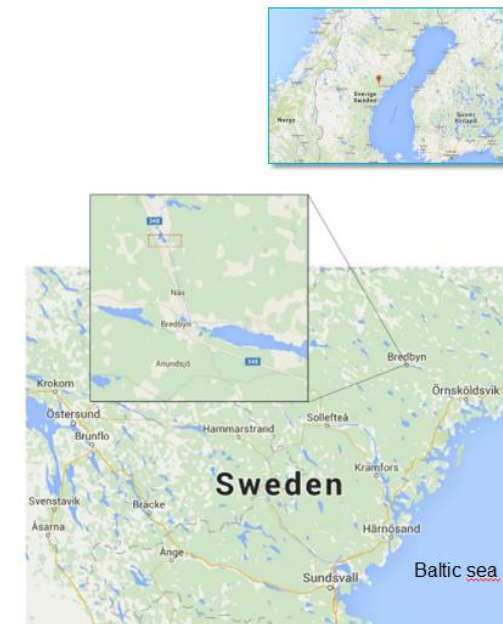 Sverige
Sweden
Norge
Suomi
Finland
348
Näs
Bredbyn
Anundsjö
348
Bredbyn
Krokom
Örnsköldsvik
Östersund
Hammarstrand
Sollefteå
Brunflo
Kramfors
Sweden
Svenstavik
Bräcke
Åsarna
Härnösand
Ånge
Baltic sea
Sundsvall